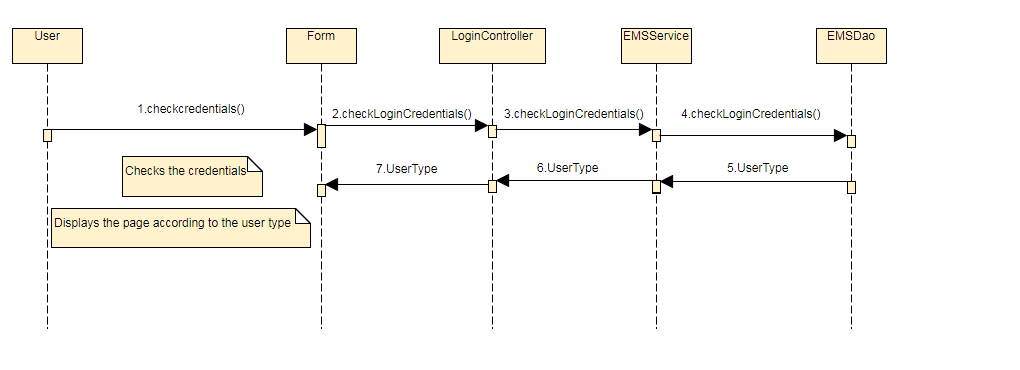 User
Form
LoginController
EMSService
EMSDao
1.checkcredentials()
2.checkLoginCredentials()
3.checkLoginCredentials()
4.checkLoginCredentials()
Checks the credentials
7.UserType
6.UserType
5.UserType
Displays the page according to the user type